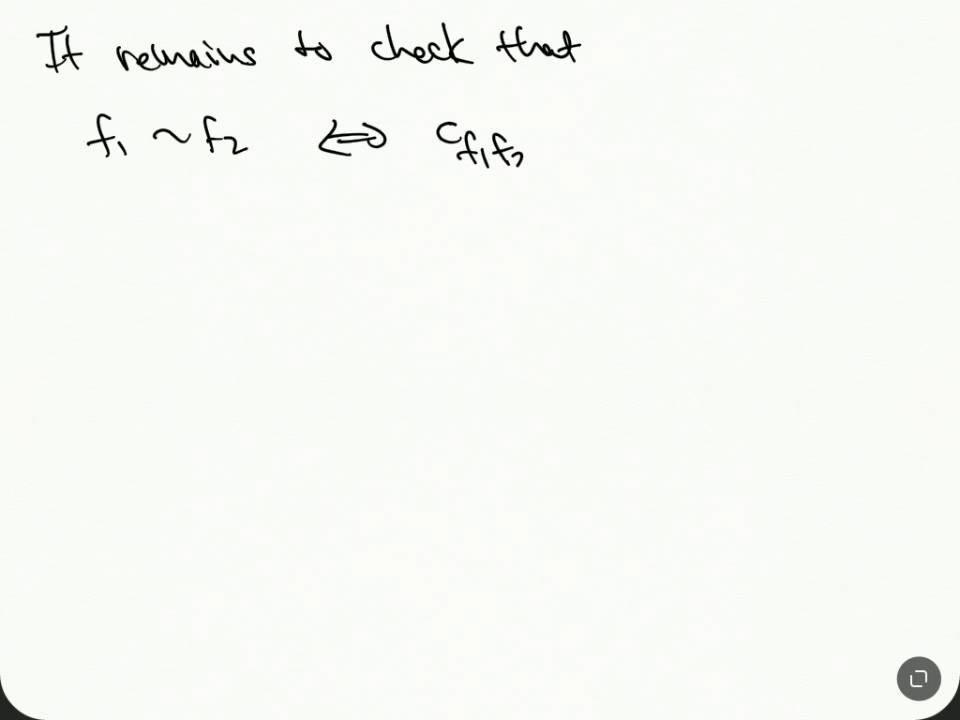 It remains to check that
f₁ ~ f₂ ⟺ c_{f₁f₂}